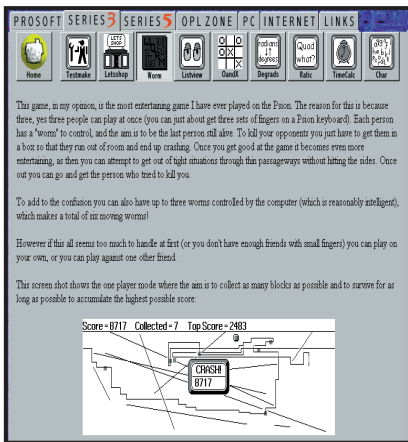 PROSOFT SERIES3 SERIES5 OPL ZONE PC INTERNET LINKS
LETS SHOP
radians it degrees
Quad what?
O X O X
Home Testmake Letsshop Worm Listview OandX Degrads Ratic TimeCalc Char
This game, in my opinion, is the most entertaining game I have ever played on the Psion. The reason for this is because
three, yes three people can play at once (you can just about get three sets of fingers on a Psion keyboard). Each person
has a "worm" to control, and the aim is to be the last person still alive. To kill your opponents you just have to get them in
a box so that they run out of room and end up crashing. Once you get good at the game it becomes even more
entertaining, as then you can attempt to get out of tight situations through thin passageways without hitting the sides. Once
out you can go and get the person who tried to kill you.
To add to the confusion you can also have up to three worms controlled by the computer (which is reasonably intelligent),
which makes a total of six moving worms!
However if this all seems too much to handle at first (or you don't have enough friends with small fingers) you can play on
your own, or you can play against one other friend.
This screen shot shows the one player mode where the aim is to collect as many blocks as possible and to survive for as
long as possible to accumulate the highest possible score:
Score=8717 Collected=7 Top Score=2483
CRASH!
8717